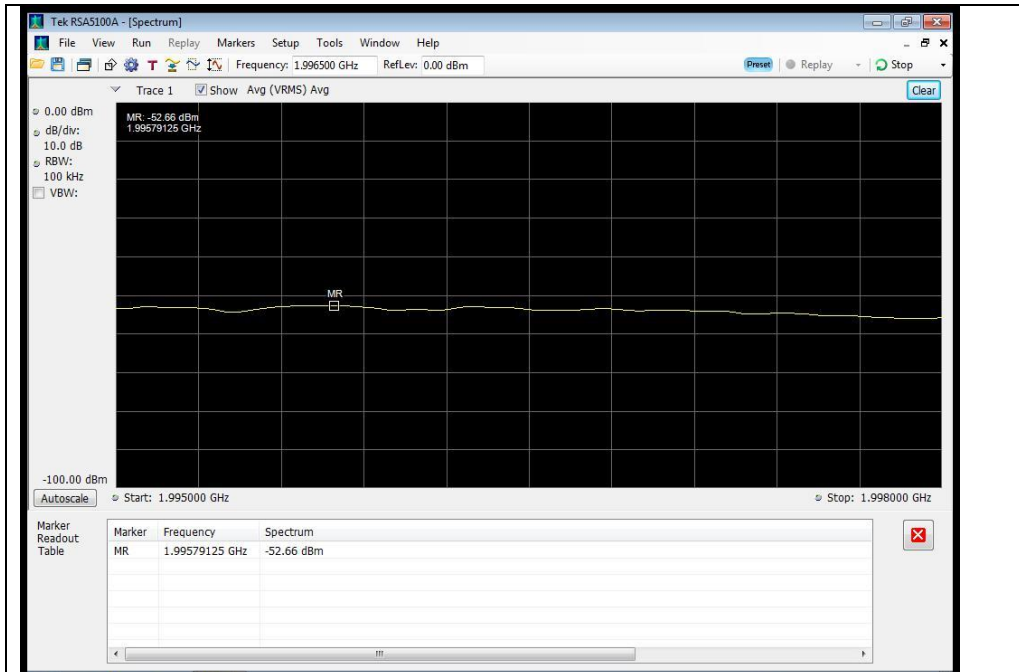 Tek RSA5100A - [Spectrum]
File View Run Replay Markers Setup Tools Window Help
T Frequency: 1.996500 GHz RefLev: 0.00 dBm Preset Replay Stop
Trace 1 Show Avg (VRMS) Avg Clear
0.00 dBm
dB/div:
10.0 dB
RBW:
100 kHz
VBW:
MR: -52.66 dBm
1.99579125 GHz
MR
-100.00 dBm
Autoscale Start: 1.995000 GHz Stop: 1.998000 GHz
Marker
Readout
Table
Marker Frequency Spectrum
MR 1.99579125 GHz -52.66 dBm